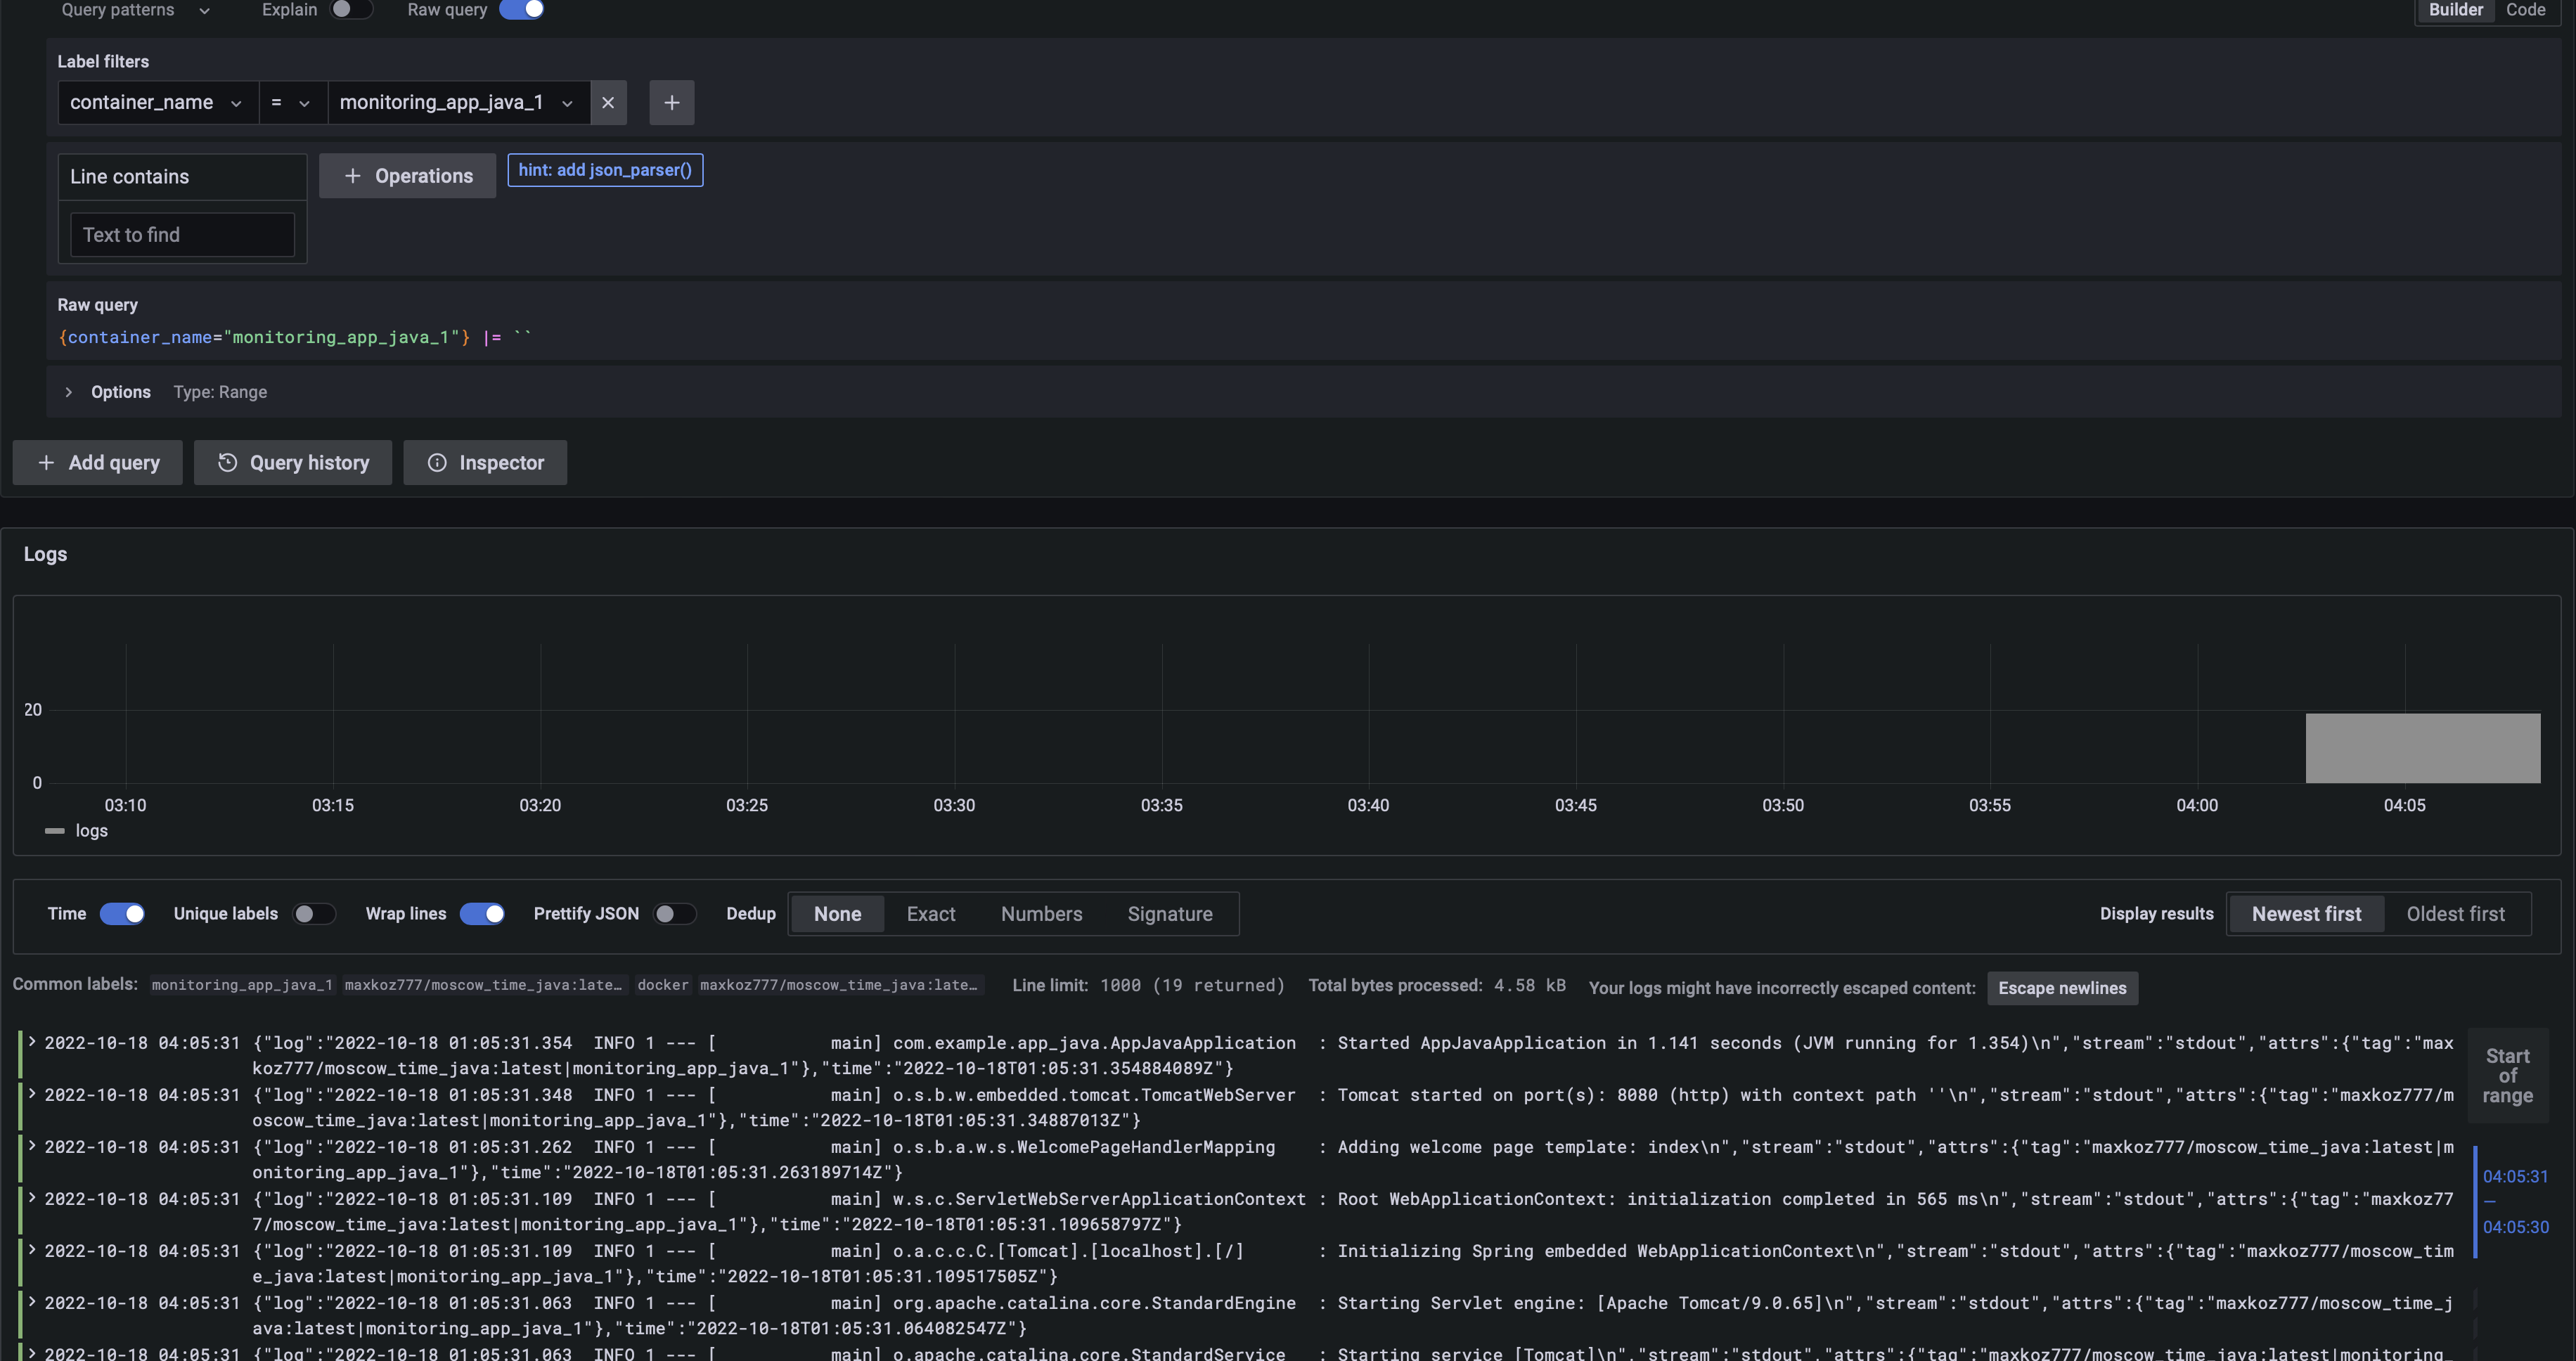 Query patterns Explain Raw query Builder Code
Label filters
container_name = monitoring_app_java_1
Line contains + Operations hint: add json_parser()
Text to find
Raw query
{container_name="monitoring_app_java_1"} |= ``
Options Type: Range
+ Add query Query history Inspector
Logs
20
0
03:10 03:15 03:20 03:25 03:30 03:35 03:40 03:45 03:50 03:55 04:00 04:05
logs
Time Unique labels Wrap lines Prettify JSON Dedup None Exact Numbers Signature Display results Newest first Oldest first
Common labels: monitoring_app_java_1 maxkoz777/moscow_time_java:late… docker maxkoz777/moscow_time_java:late… Line limit: 1000 (19 returned) Total bytes processed: 4.58 kB Your logs might have incorrectly escaped content: Escape newlines
2022-10-18 04:05:31 {"log":"2022-10-18 01:05:31.354  INFO 1 --- [           main] com.example.app_java.AppJavaApplication  : Started AppJavaApplication in 1.141 seconds (JVM running for 1.354)\n","stream":"stdout","attrs":{"tag":"max
koz777/moscow_time_java:latest|monitoring_app_java_1"},"time":"2022-10-18T01:05:31.354884089Z"}
2022-10-18 04:05:31 {"log":"2022-10-18 01:05:31.348  INFO 1 --- [           main] o.s.b.w.embedded.tomcat.TomcatWebServer  : Tomcat started on port(s): 8080 (http) with context path ''\n","stream":"stdout","attrs":{"tag":"maxkoz777/m
oscow_time_java:latest|monitoring_app_java_1"},"time":"2022-10-18T01:05:31.34887013Z"}
2022-10-18 04:05:31 {"log":"2022-10-18 01:05:31.262  INFO 1 --- [           main] o.s.b.a.w.s.WelcomePageHandlerMapping    : Adding welcome page template: index\n","stream":"stdout","attrs":{"tag":"maxkoz777/moscow_time_java:latest|m
onitoring_app_java_1"},"time":"2022-10-18T01:05:31.263189714Z"}
2022-10-18 04:05:31 {"log":"2022-10-18 01:05:31.109  INFO 1 --- [           main] w.s.c.ServletWebServerApplicationContext : Root WebApplicationContext: initialization completed in 565 ms\n","stream":"stdout","attrs":{"tag":"maxkoz77
7/moscow_time_java:latest|monitoring_app_java_1"},"time":"2022-10-18T01:05:31.109658797Z"}
2022-10-18 04:05:31 {"log":"2022-10-18 01:05:31.109  INFO 1 --- [           main] o.a.c.c.C.[Tomcat].[localhost].[/]       : Initializing Spring embedded WebApplicationContext\n","stream":"stdout","attrs":{"tag":"maxkoz777/moscow_tim
e_java:latest|monitoring_app_java_1"},"time":"2022-10-18T01:05:31.109517505Z"}
2022-10-18 04:05:31 {"log":"2022-10-18 01:05:31.063  INFO 1 --- [           main] org.apache.catalina.core.StandardEngine  : Starting Servlet engine: [Apache Tomcat/9.0.65]\n","stream":"stdout","attrs":{"tag":"maxkoz777/moscow_time_j
ava:latest|monitoring_app_java_1"},"time":"2022-10-18T01:05:31.064082547Z"}
2022-10-18 04:05:31 {"log":"2022-10-18 01:05:31.063  INFO 1 --- [           main] o.apache.catalina.core.StandardService   : Starting service [Tomcat]\n","stream":"stdout","attrs":{"tag":"maxkoz777/moscow_time_java:latest|monitoring_
Start
of
range
04:05:31
—
04:05:30